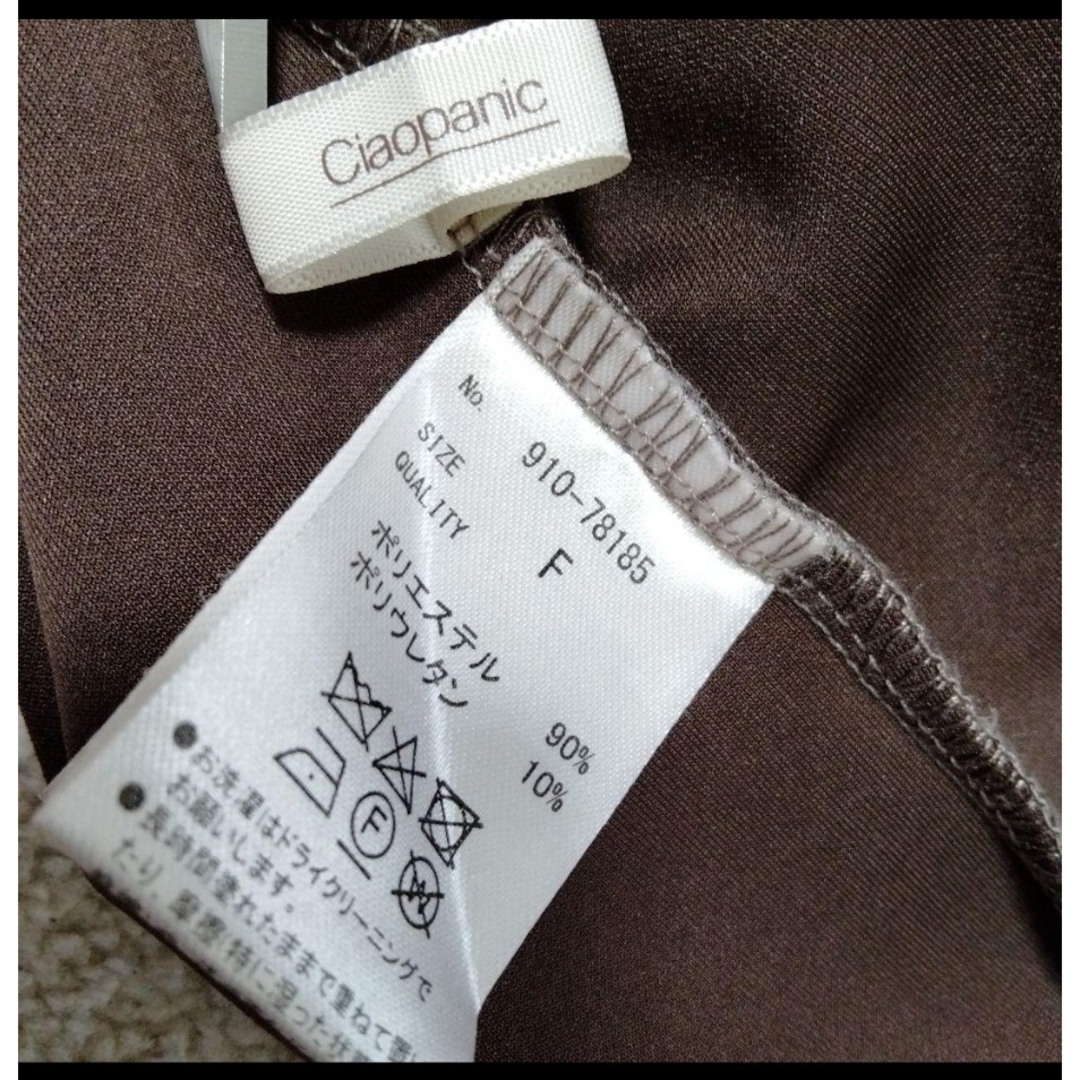 Ciaopanic
No. 910-78185
SIZE F
QUALITY
ポリエステル 90%
ポリウレタン 10%
F
W
●お洗濯はドライクリーニングで
お願いします。
●長時間濡れたままで重ねて置い
たり、摩擦(特に湿った状態